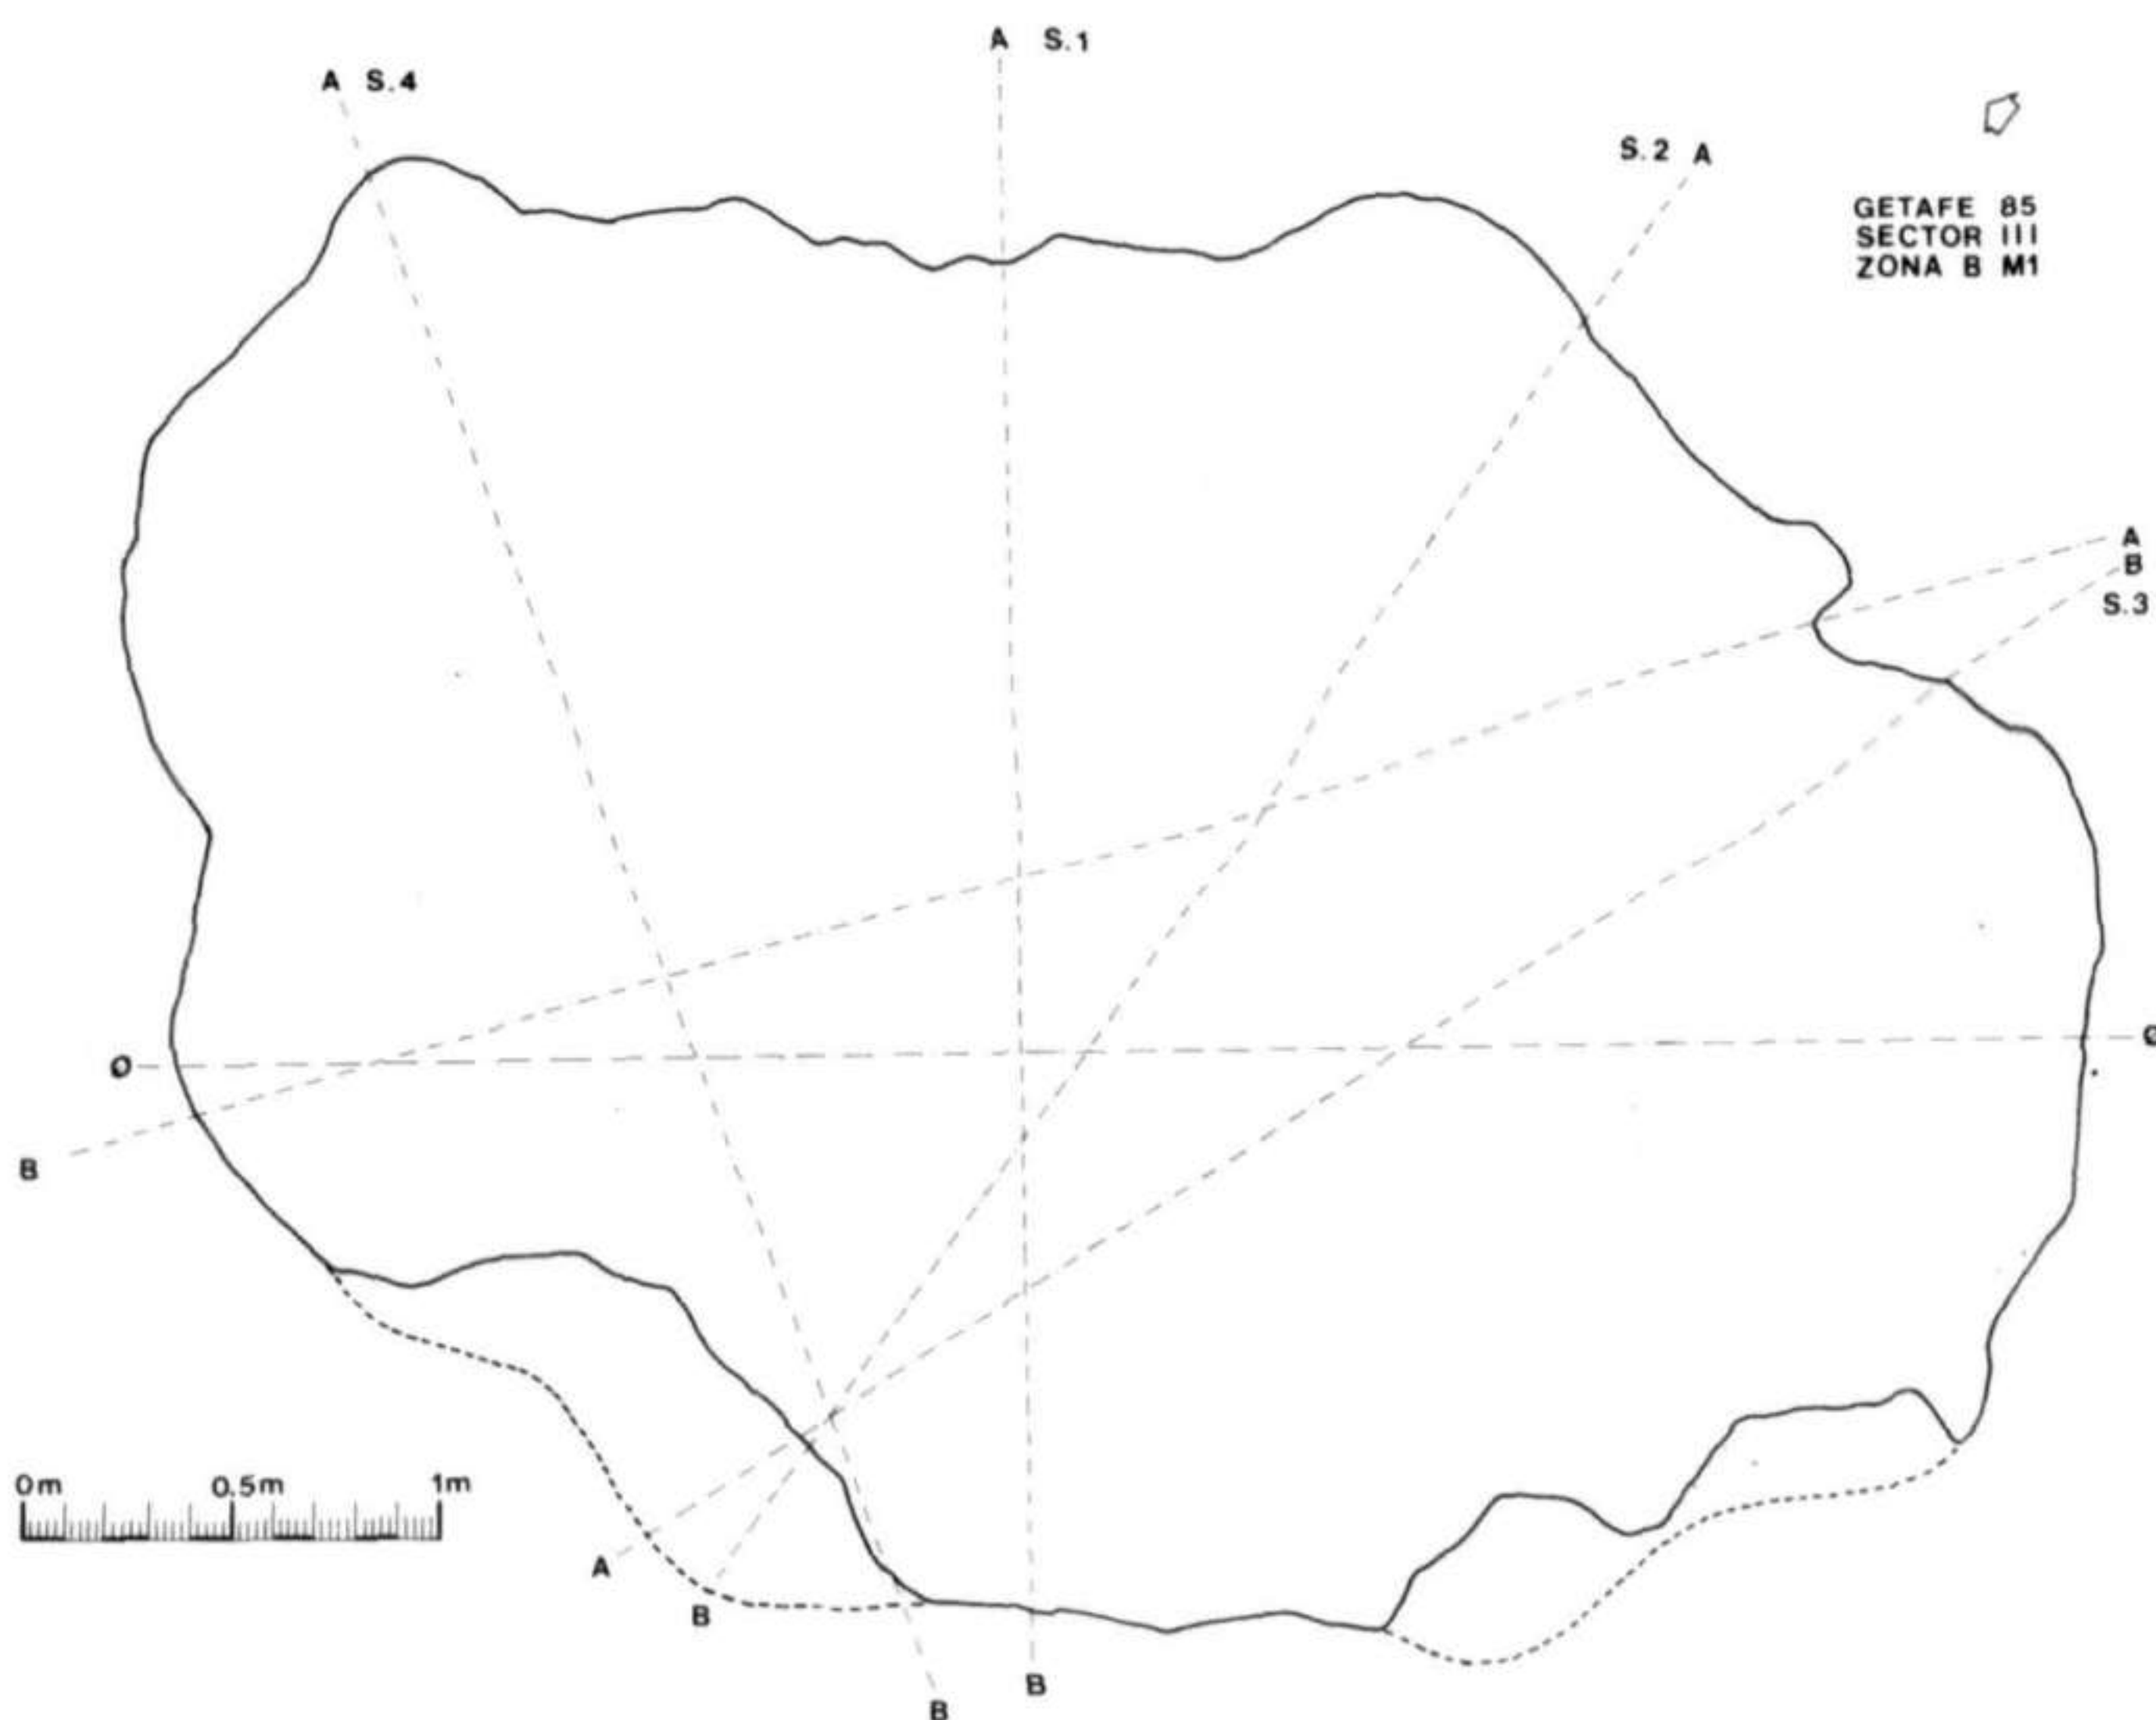 A S.1
A S.4
S.2 A
GETAFE 85
SECTOR III
ZONA B M1
A
B
S.3
O
B
0m 0.5m 1m
A
B
B
B